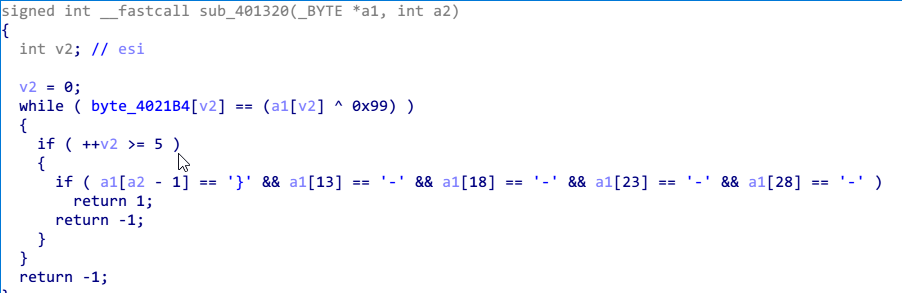 signed int __fastcall sub_401320(_BYTE *a1, int a2)
{
  int v2; // esi

  v2 = 0;
  while ( byte_4021B4[v2] == (a1[v2] ^ 0x99) )
  {
    if ( ++v2 >= 5 )
    {
      if ( a1[a2 - 1] == '}' && a1[13] == '-' && a1[18] == '-' && a1[23] == '-' && a1[28] == '-' )
        return 1;
      return -1;
    }
  }
  return -1;
}